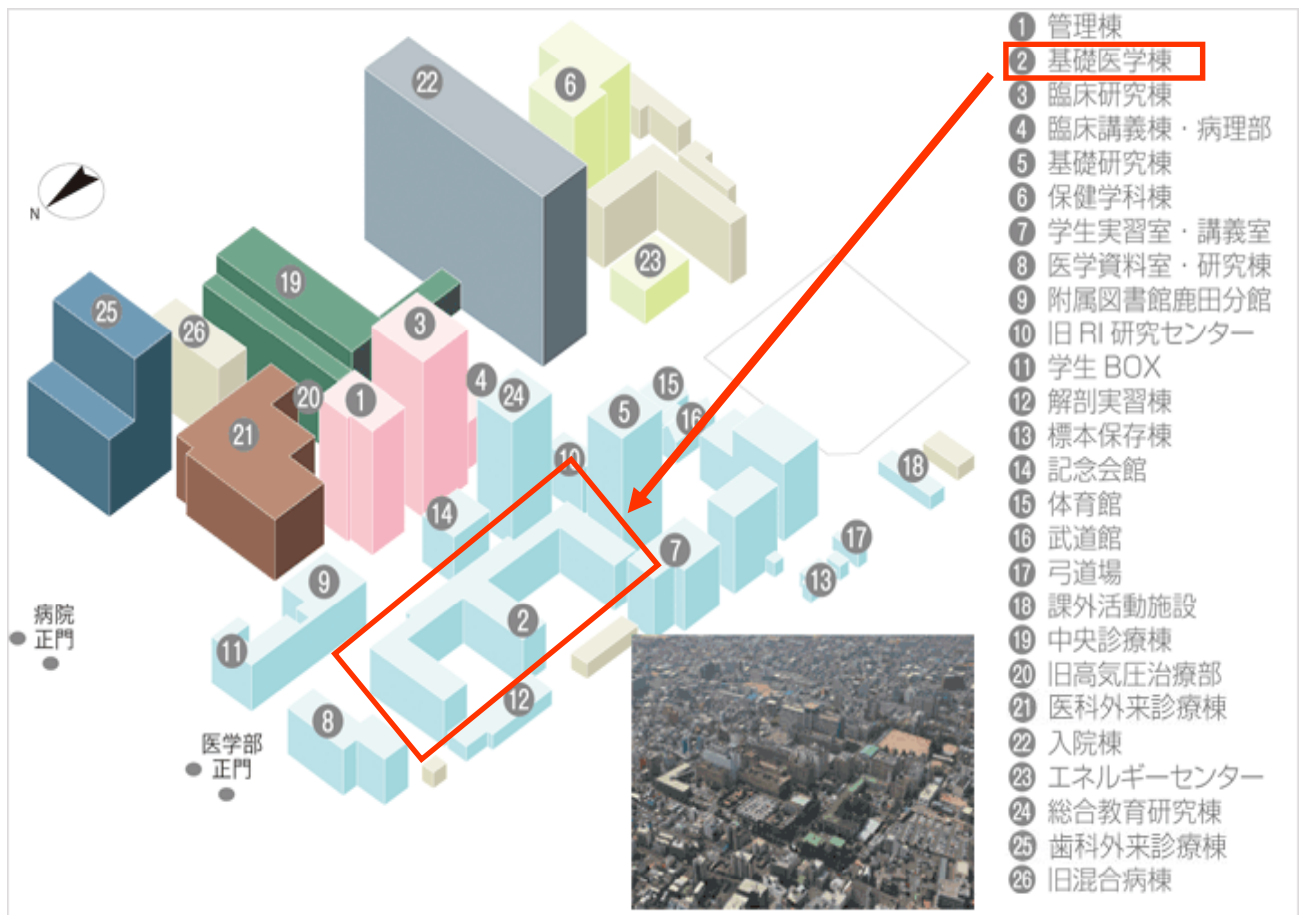 22
6
N
19
23
25
26
3
20
1
4
24
15
5
16
21
10
18
14
7
17
9
13
病院
正門
2
11
12
8
医学部
正門
1 管理棟
2 基礎医学棟
3 臨床研究棟
4 臨床講義棟・病理部
5 基礎研究棟
6 保健学科棟
7 学生実習室・講義室
8 医学資料室・研究棟
9 附属図書館鹿田分館
10 旧 RI 研究センター
11 学生 BOX
12 解剖実習棟
13 標本保存棟
14 記念会館
15 体育館
16 武道館
17 弓道場
18 課外活動施設
19 中央診療棟
20 旧高気圧治療部
21 医科外来診療棟
22 入院棟
23 エネルギーセンター
24 総合教育研究棟
25 歯科外来診療棟
26 旧混合病棟